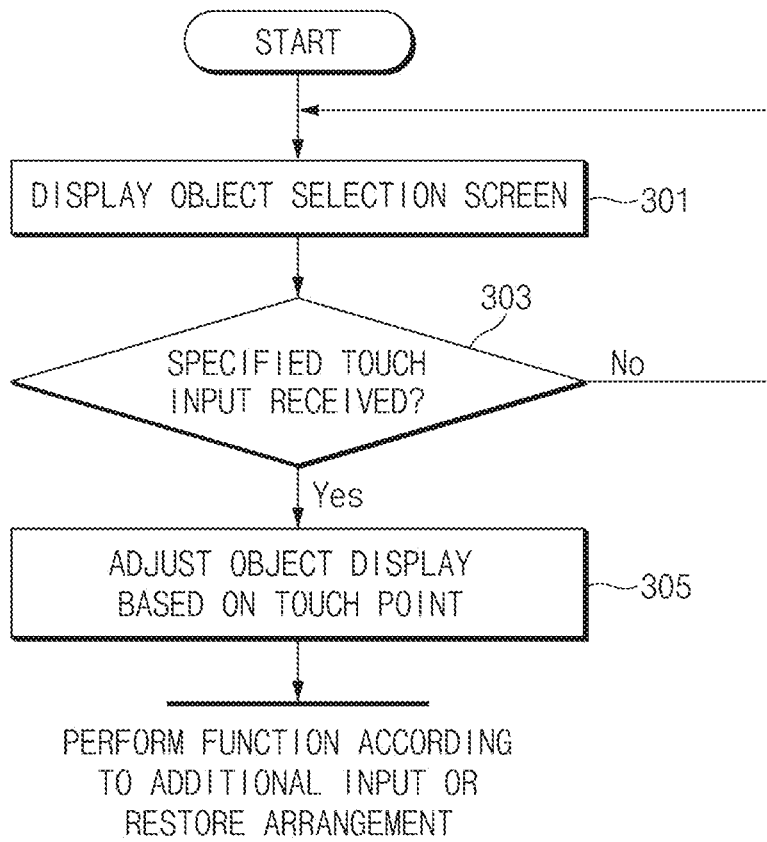 START
DISPLAY OBJECT SELECTION SCREEN
301
303
SPECIFIED TOUCH
INPUT RECEIVED?
No
Yes
ADJUST OBJECT DISPLAY
BASED ON TOUCH POINT
305
PERFORM FUNCTION ACCORDING
TO ADDITIONAL INPUT OR
RESTORE ARRANGEMENT